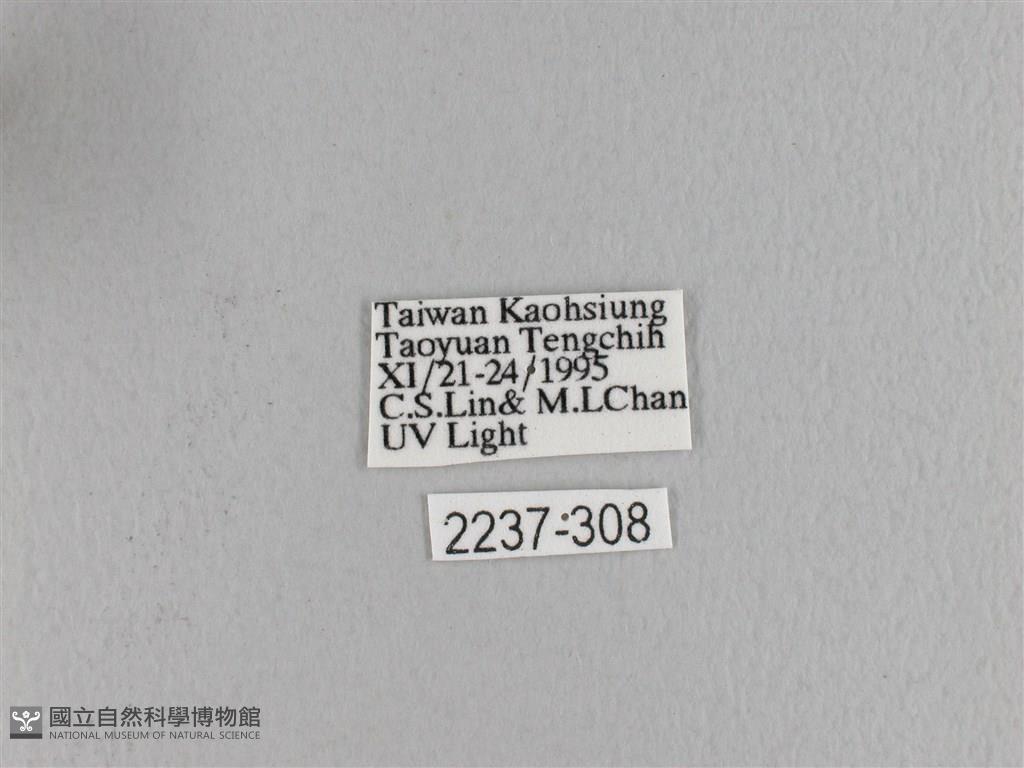 Taiwan Kaohsiung
Taoyuan Tengchih
XI/21-24/1995
C.S.Lin& M.LChan
UV Light
2237-308
國立自然科學博物館
NATIONAL MUSEUM OF NATURAL SCIENCE